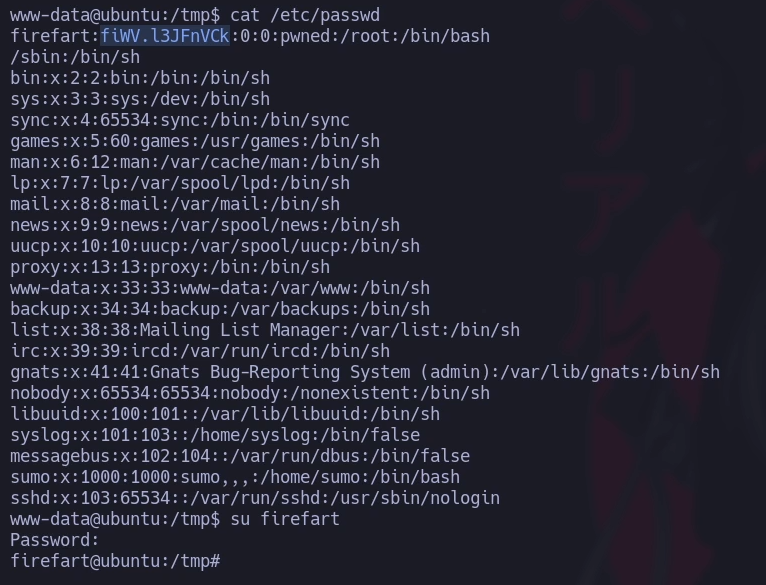 www-data@ubuntu:/tmp$ cat /etc/passwd
firefart:fiWV.l3JFnVCk:0:0:pwned:/root:/bin/bash
/sbin:/bin/sh
bin:x:2:2:bin:/bin:/bin/sh
sys:x:3:3:sys:/dev:/bin/sh
sync:x:4:65534:sync:/bin:/bin/sync
games:x:5:60:games:/usr/games:/bin/sh
man:x:6:12:man:/var/cache/man:/bin/sh
lp:x:7:7:lp:/var/spool/lpd:/bin/sh
mail:x:8:8:mail:/var/mail:/bin/sh
news:x:9:9:news:/var/spool/news:/bin/sh
uucp:x:10:10:uucp:/var/spool/uucp:/bin/sh
proxy:x:13:13:proxy:/bin:/bin/sh
www-data:x:33:33:www-data:/var/www:/bin/sh
backup:x:34:34:backup:/var/backups:/bin/sh
list:x:38:38:Mailing List Manager:/var/list:/bin/sh
irc:x:39:39:ircd:/var/run/ircd:/bin/sh
gnats:x:41:41:Gnats Bug-Reporting System (admin):/var/lib/gnats:/bin/sh
nobody:x:65534:65534:nobody:/nonexistent:/bin/sh
libuuid:x:100:101::/var/lib/libuuid:/bin/sh
syslog:x:101:103::/home/syslog:/bin/false
messagebus:x:102:104::/var/run/dbus:/bin/false
sumo:x:1000:1000:sumo,,,:/home/sumo:/bin/bash
sshd:x:103:65534::/var/run/sshd:/usr/sbin/nologin
www-data@ubuntu:/tmp$ su firefart
Password:
firefart@ubuntu:/tmp#